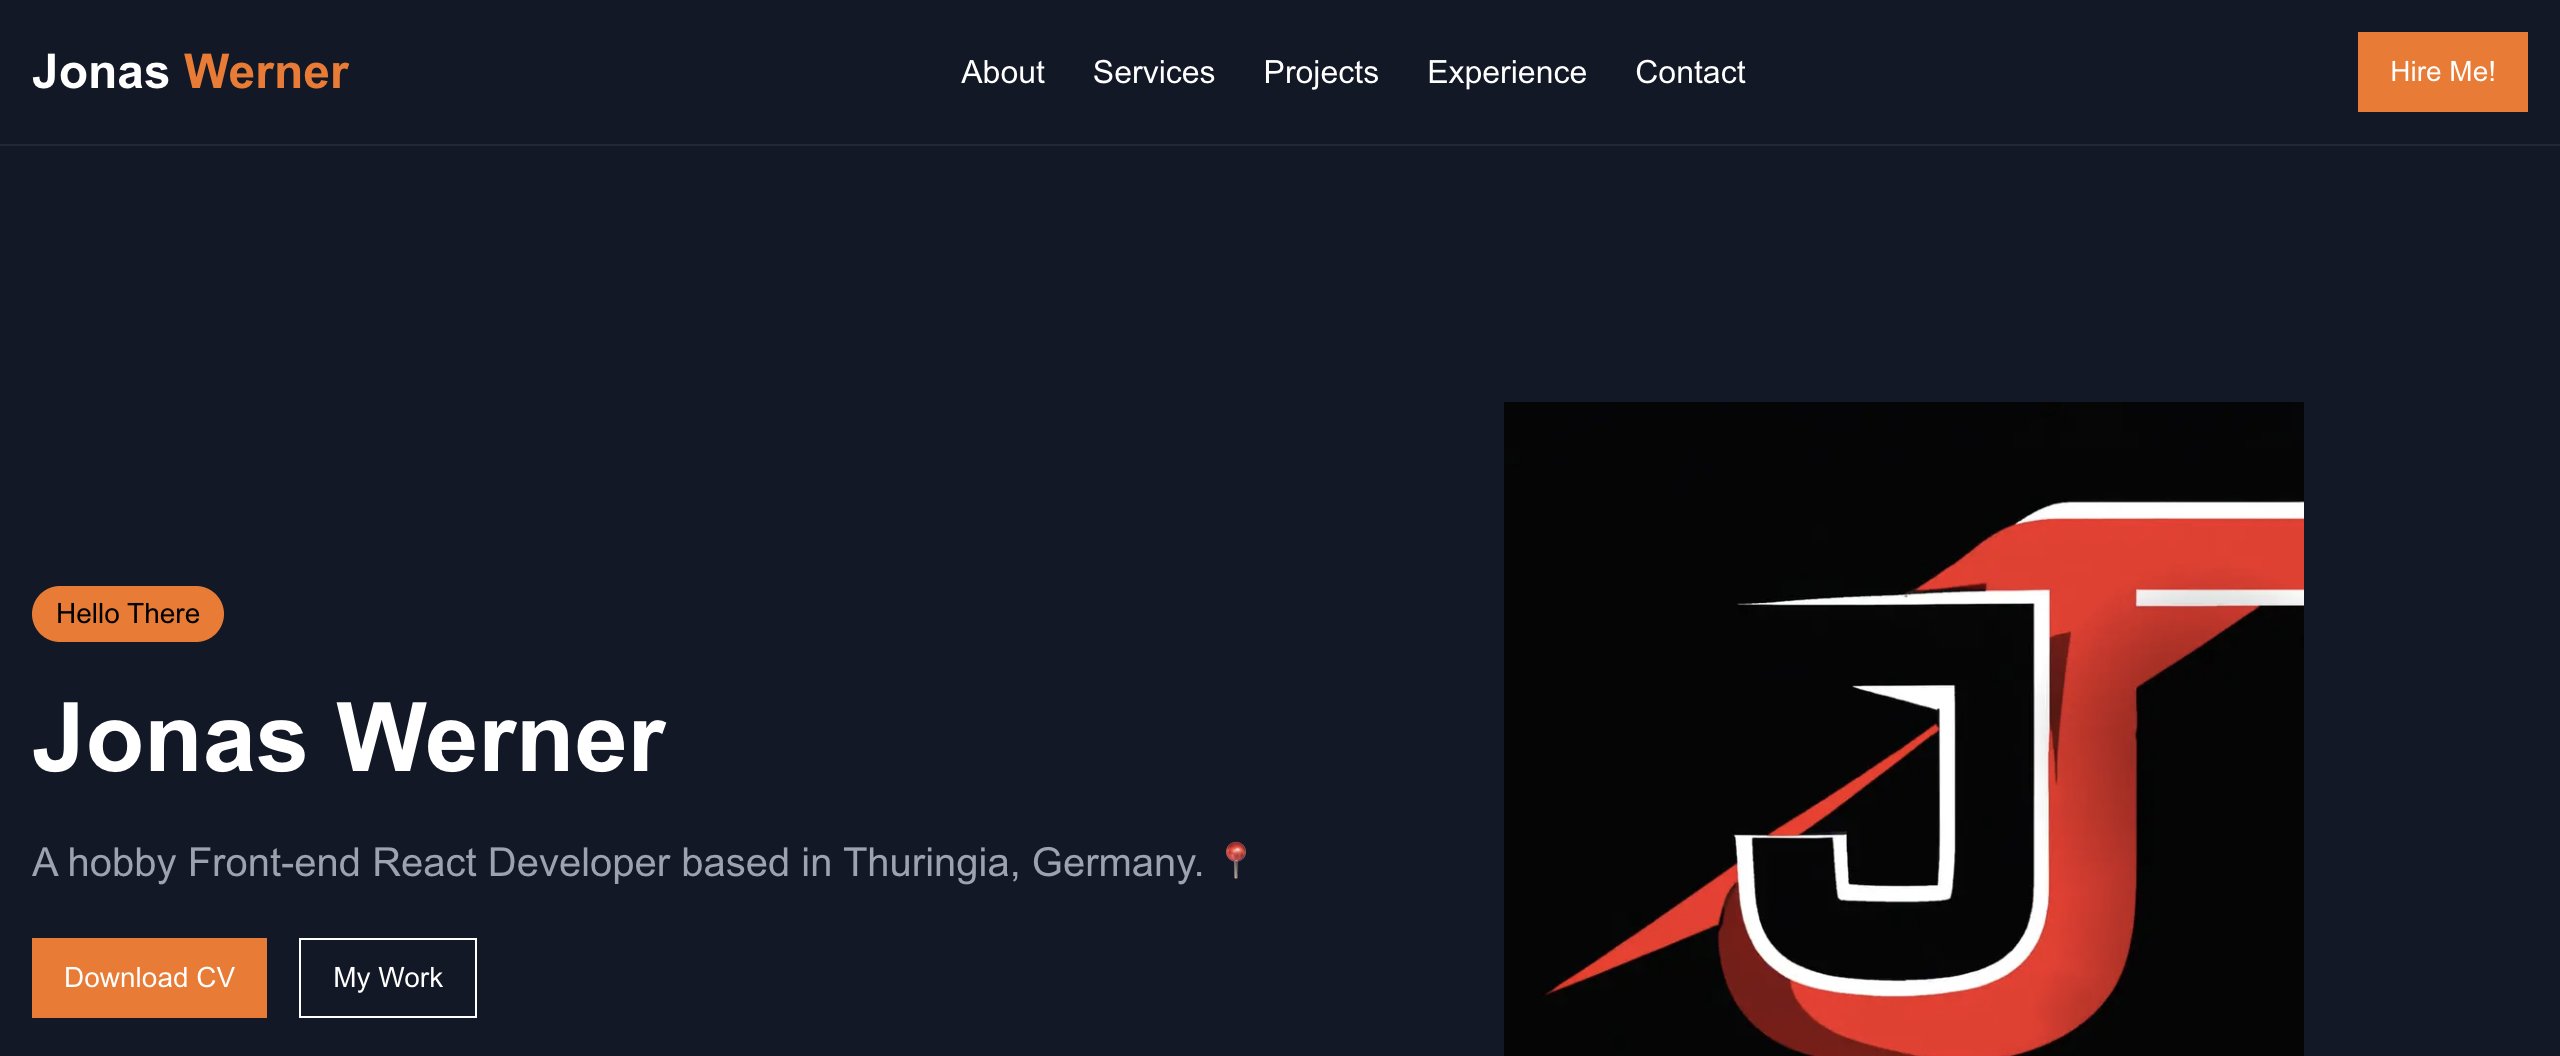 Jonas Werner
About Services Projects Experience Contact
Hire Me!
Hello There
Jonas Werner
A hobby Front-end React Developer based in Thuringia, Germany. 📍
Download CV
My Work
J